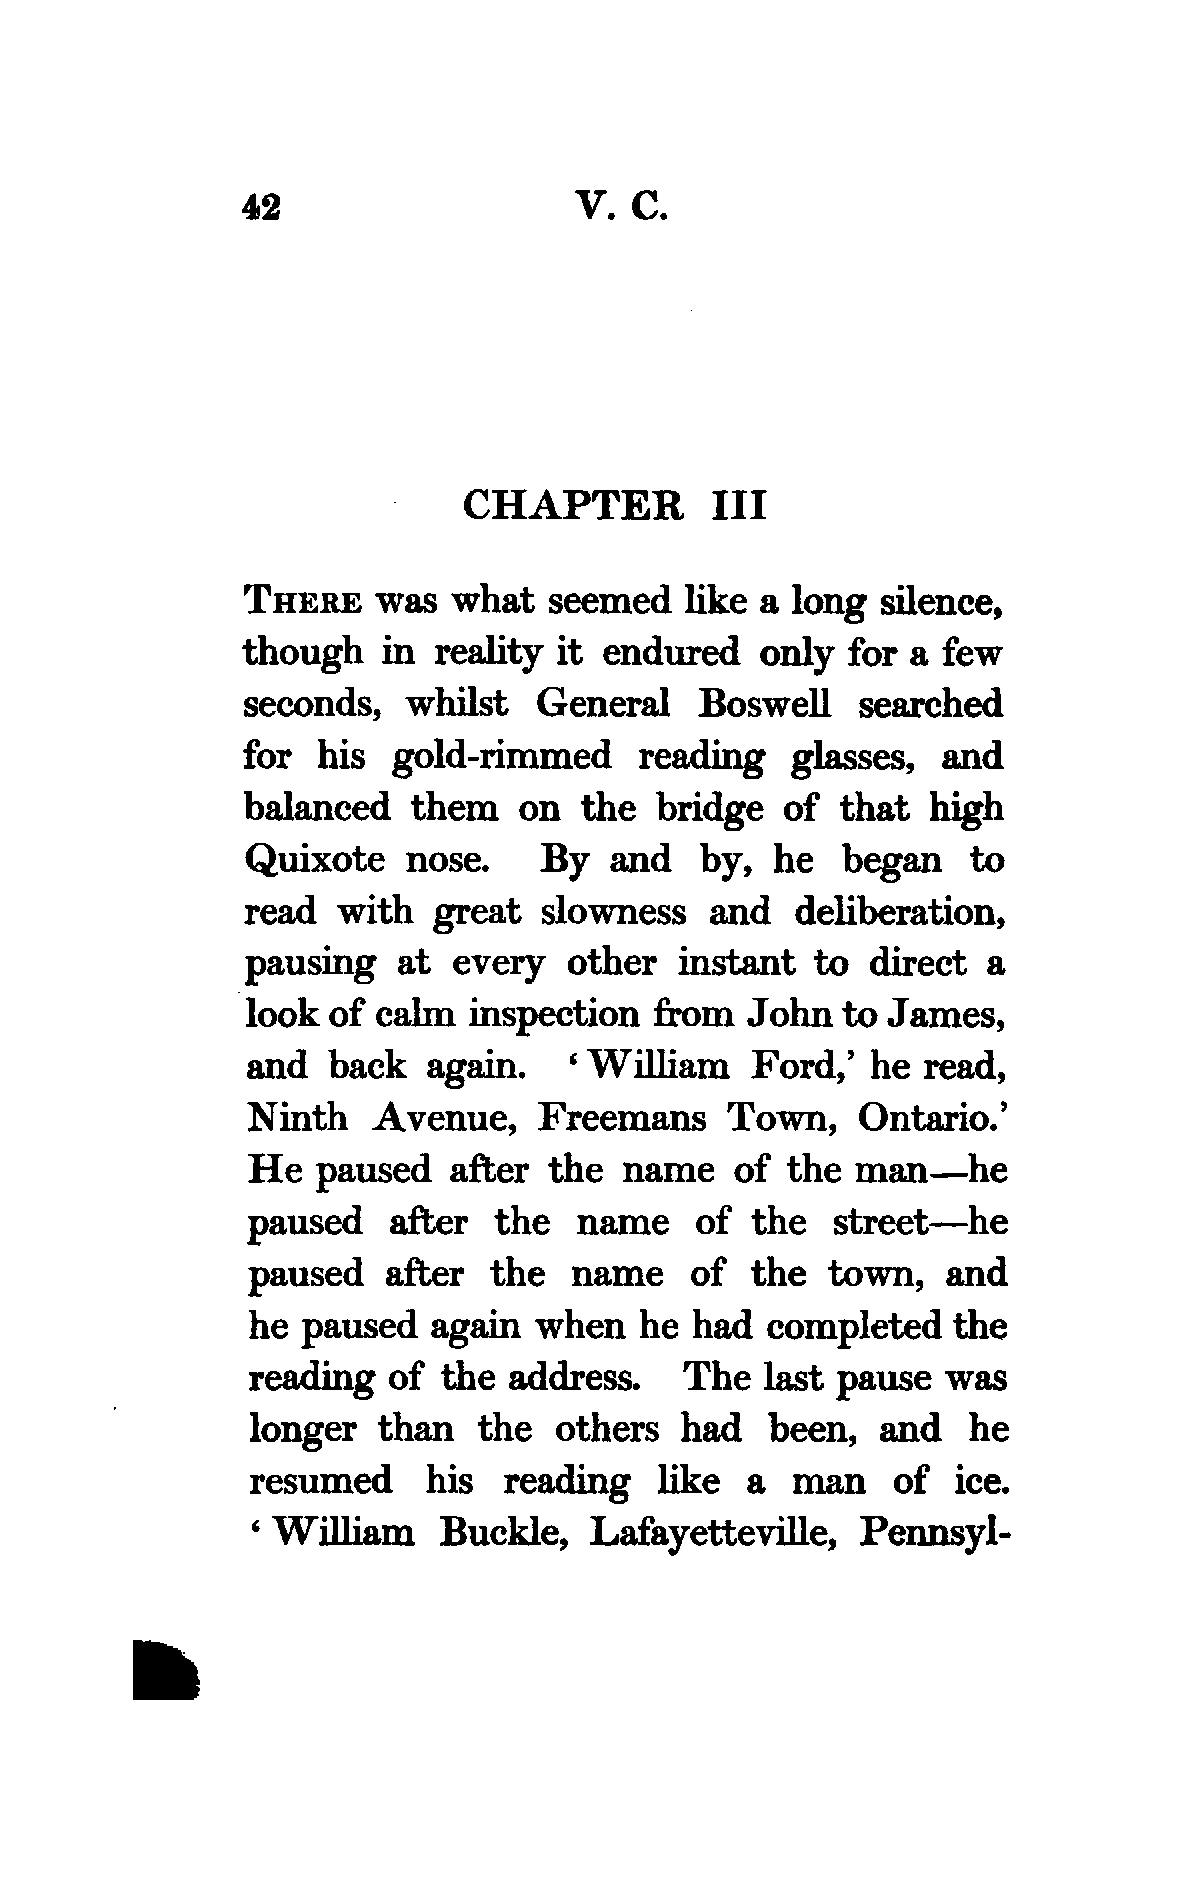 42 V. C.
CHAPTER III
THERE was what seemed like a long silence,
though in reality it endured only for a few
seconds, whilst General Boswell searched
for his gold-rimmed reading glasses, and
balanced them on the bridge of that high
Quixote nose. By and by, he began to
read with great slowness and deliberation,
pausing at every other instant to direct a
look of calm inspection from John to James,
and back again. ‘ William Ford,’ he read,
Ninth Avenue, Freemans Town, Ontario.’
He paused after the name of the man—he
paused after the name of the street—he
paused after the name of the town, and
he paused again when he had completed the
reading of the address. The last pause was
longer than the others had been, and he
resumed his reading like a man of ice.
‘ William Buckle, Lafayetteville, Pennsyl-